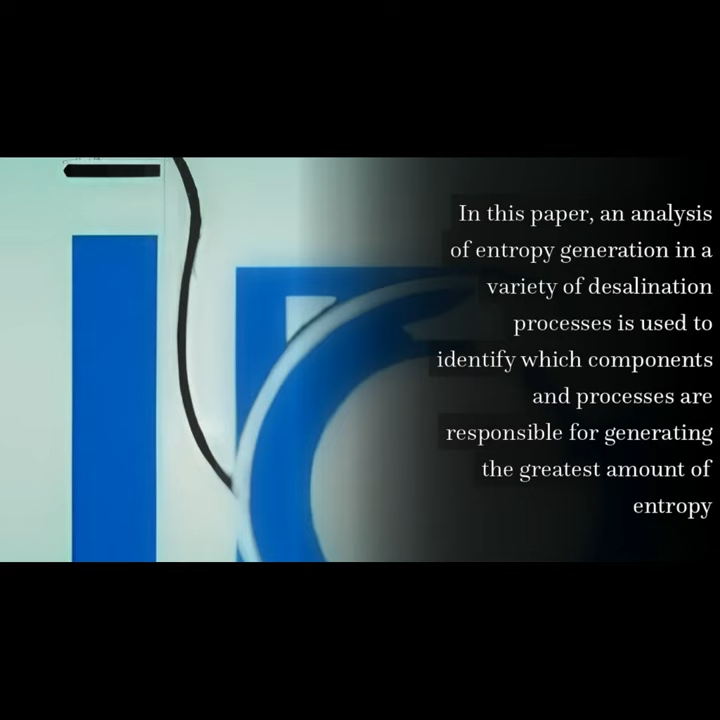 In this paper, an analysis
of entropy generation in a
variety of desalination
processes is used to
identify which components
and processes are
responsible for generating
the greatest amount of
entropy